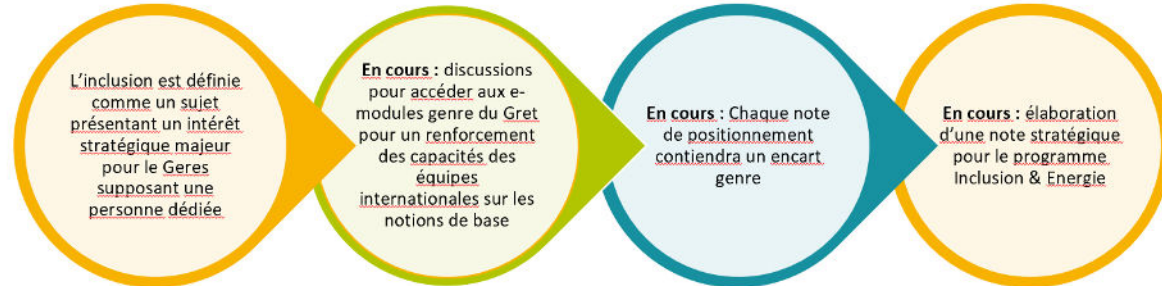 L’inclusion est définie
comme un sujet
présentant un intérêt
stratégique majeur
pour le Geres
supposant une
personne dédiée
En cours : discussions
pour accéder aux e-
modules genre du Gret
pour un renforcement
des capacités des
équipes
internationales sur les
notions de base
En cours : Chaque note
de positionnement
contiendra un encart
genre
En cours : élaboration
d’une note stratégique
pour le programme
Inclusion & Energie